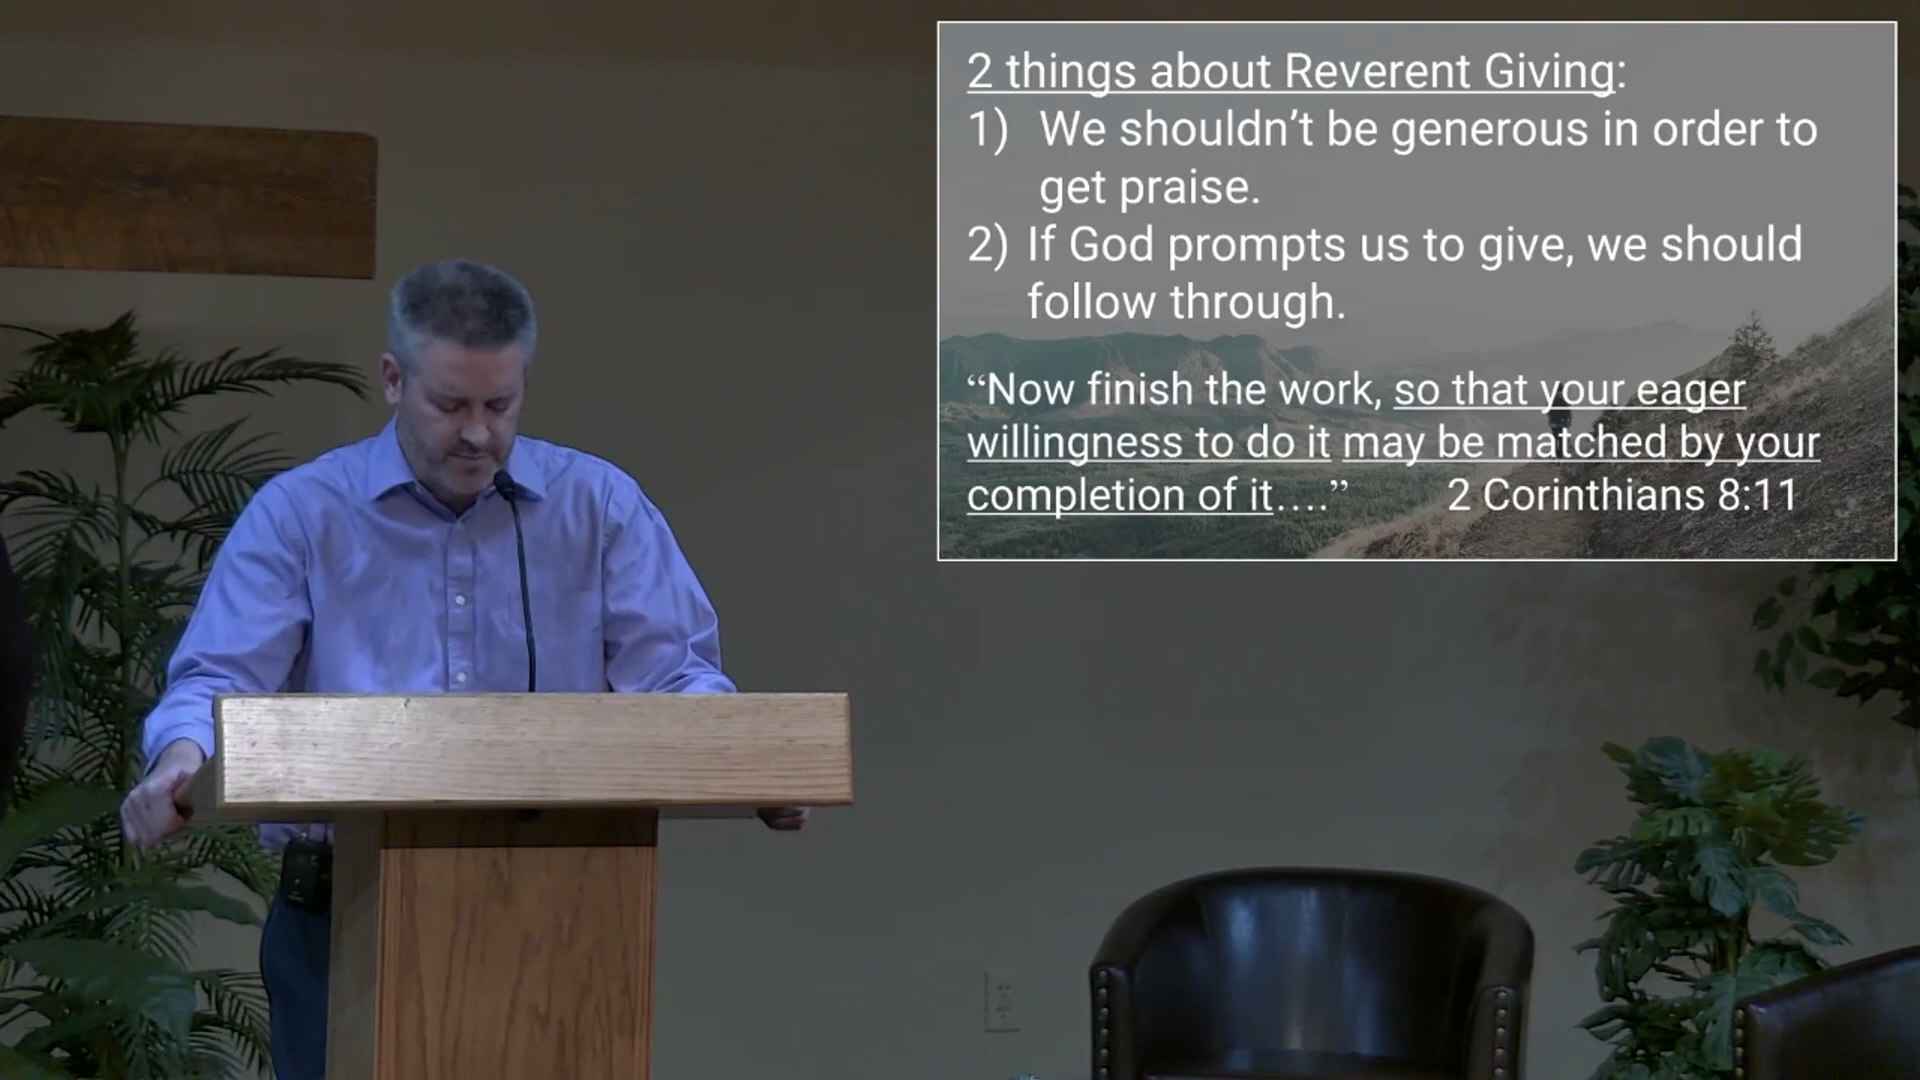 2 things about Reverent Giving:
1) We shouldn’t be generous in order to
get praise.
2) If God prompts us to give, we should
follow through.
“Now finish the work, so that your eager
willingness to do it may be matched by your
completion of it….” 2 Corinthians 8:11